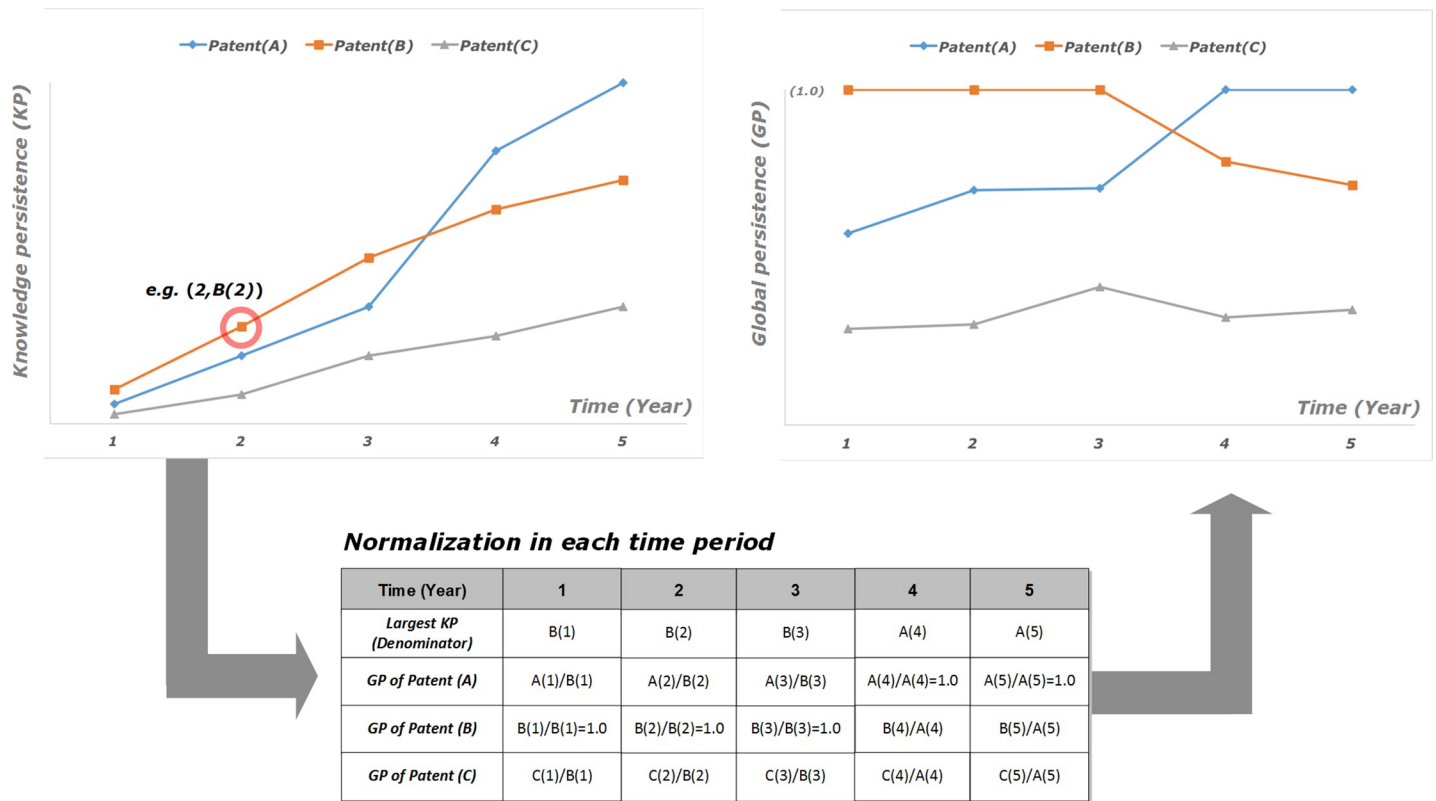 Patent(A) Patent(B) Patent(C)
Knowledge persistence (KP)
e.g. (2,B(2))
Time (Year)
1 2 3 4 5
Patent(A) Patent(B) Patent(C)
(1.0)
Global persistence (GP)
Time (Year)
1 2 3 4 5
Normalization in each time period
Time (Year) 1 2 3 4 5
Largest KP
(Denominator) B(1) B(2) B(3) A(4) A(5)
GP of Patent (A) A(1)/B(1) A(2)/B(2) A(3)/B(3) A(4)/A(4)=1.0 A(5)/A(5)=1.0
GP of Patent (B) B(1)/B(1)=1.0 B(2)/B(2)=1.0 B(3)/B(3)=1.0 B(4)/A(4) B(5)/A(5)
GP of Patent (C) C(1)/B(1) C(2)/B(2) C(3)/B(3) C(4)/A(4) C(5)/A(5)